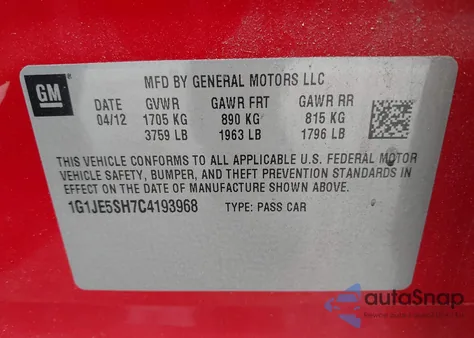 GM
MFD BY GENERAL MOTORS LLC
DATE GVWR GAWR FRT GAWR RR
04/12 1705 KG 890 KG 815 KG
3759 LB 1963 LB 1796 LB
THIS VEHICLE CONFORMS TO ALL APPLICABLE U.S. FEDERAL MOTOR
VEHICLE SAFETY, BUMPER, AND THEFT PREVENTION STANDARDS IN
EFFECT ON THE DATE OF MANUFACTURE SHOWN ABOVE.
1G1JE5SH7C4193968 TYPE: PASS CAR
autoSnap